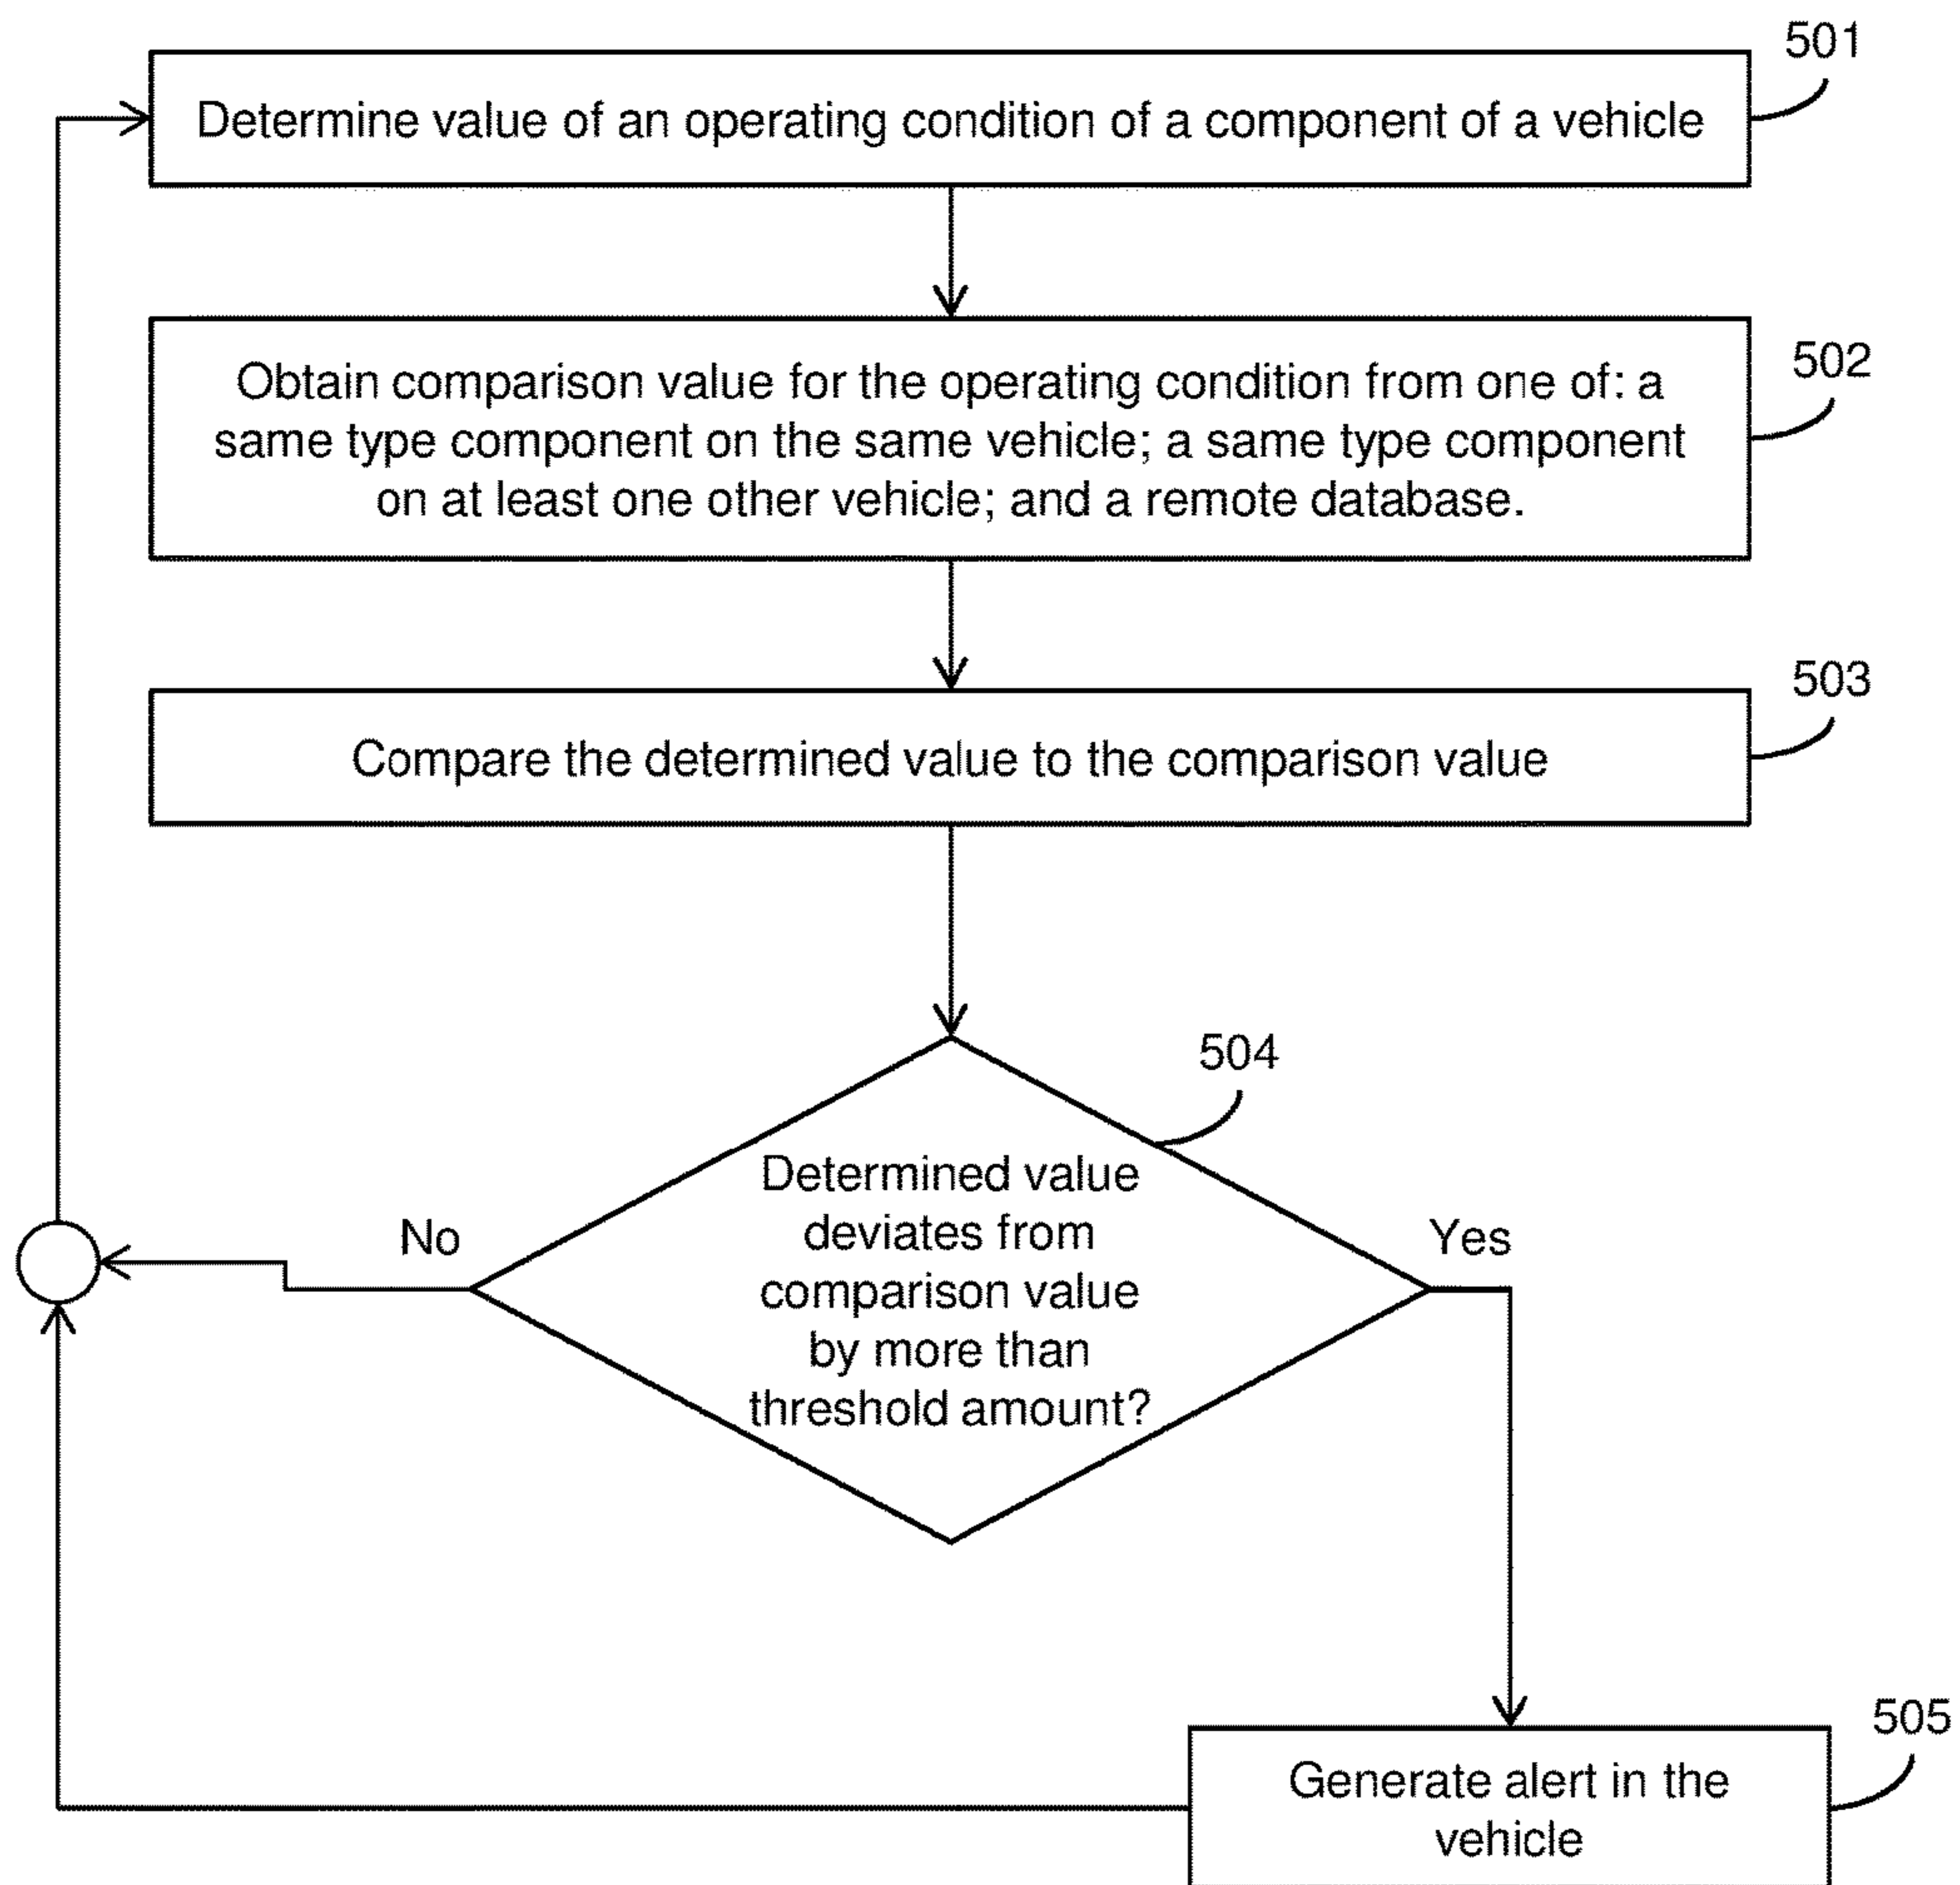 501
Determine value of an operating condition of a component of a vehicle
502
Obtain comparison value for the operating condition from one of: a
same type component on the same vehicle; a same type component
on at least one other vehicle; and a remote database.
503
Compare the determined value to the comparison value
504
Determined value
deviates from
comparison value
by more than
threshold amount?
No
Yes
505
Generate alert in the
vehicle